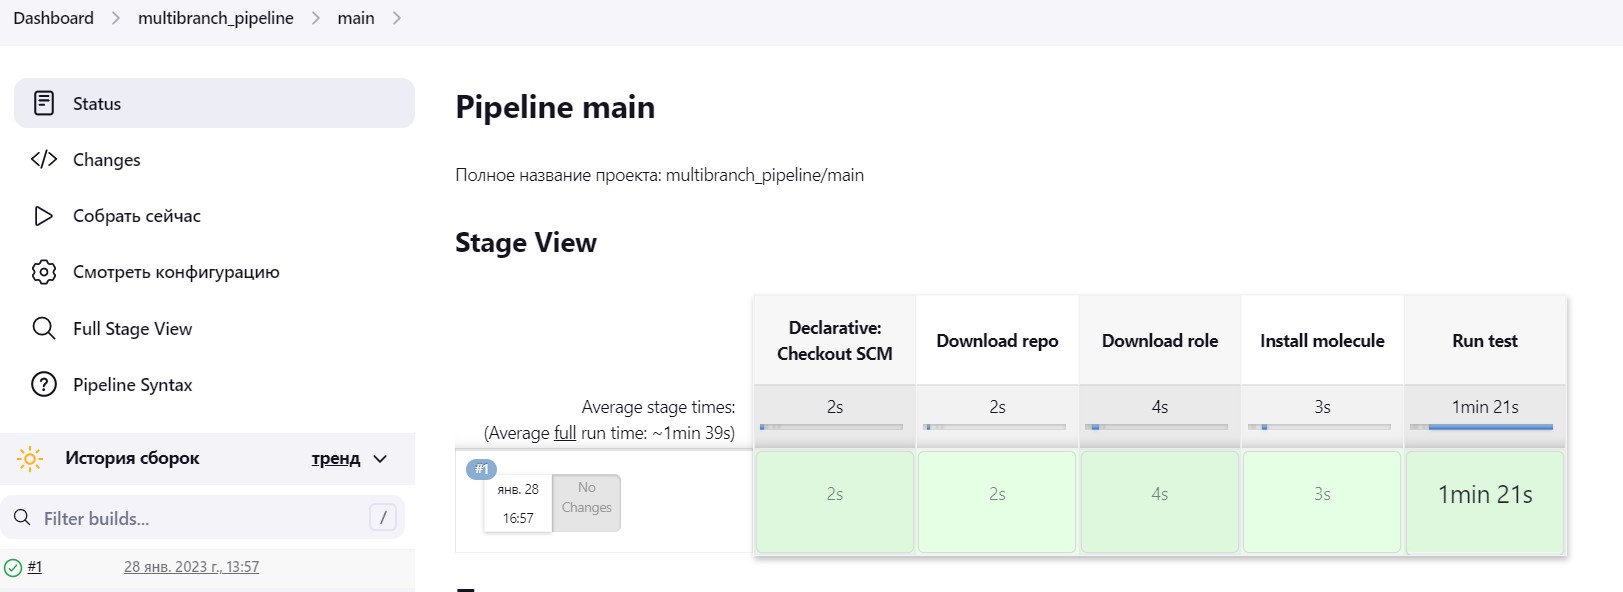 Dashboard > multibranch_pipeline > main >
Status
Changes
Собрать сейчас
Смотреть конфигурацию
Full Stage View
Pipeline Syntax
История сборок тренд
Filter builds... /
#1 28 янв. 2023 г., 13:57
Pipeline main
Полное название проекта: multibranch_pipeline/main
Stage View
Declarative:
Checkout SCM
Download repo
Download role
Install molecule
Run test
Average stage times:
(Average full run time: ~1min 39s)
2s 2s 4s 3s 1min 21s
#1
янв. 28
16:57
No
Changes
2s 2s 4s 3s 1min 21s